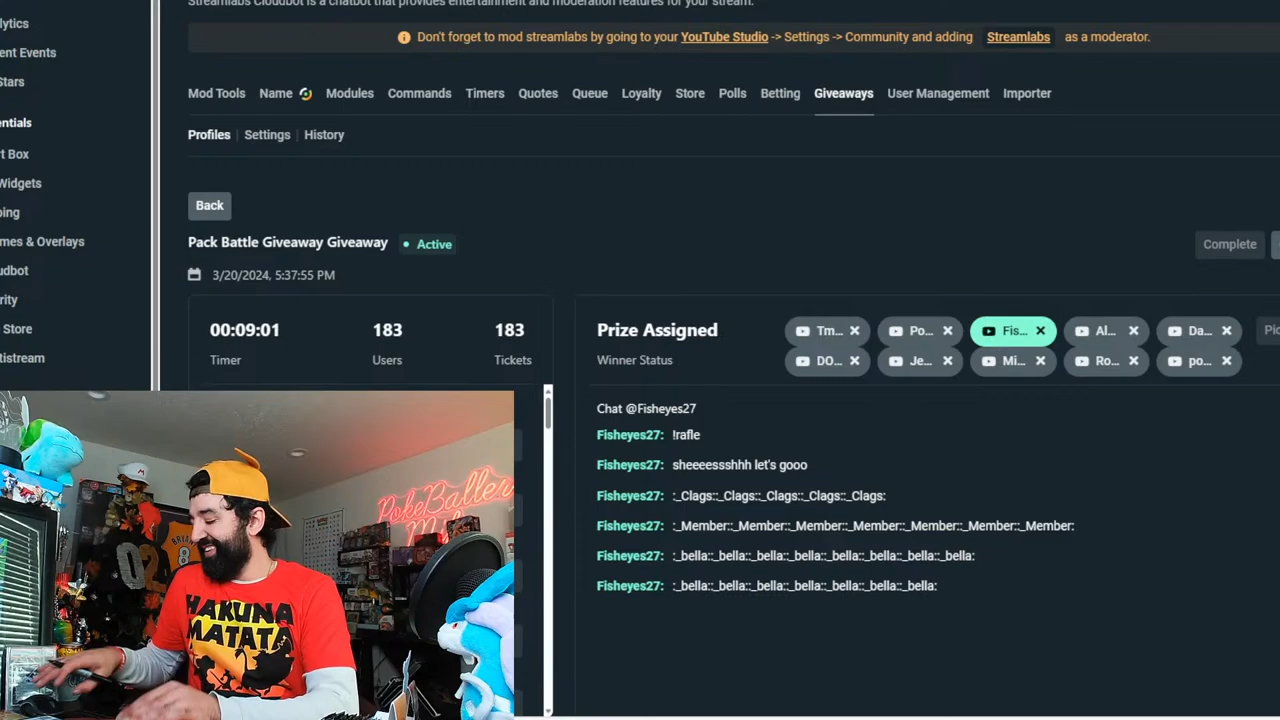 Streamlabs Cloudbot is a chatbot that provides entertainment and moderation features for your stream.
Don't forget to mod streamlabs by going to your YouTube Studio -> Settings -> Community and adding Streamlabs as a moderator.
lytics
ent Events
Stars
entials
t Box
Widgets
ping
mes & Overlays
udbot
rity
Store
tistream
Mod Tools Name Modules Commands Timers Quotes Queue Loyalty Store Polls Betting Giveaways User Management Importer
Profiles Settings History
Back
Pack Battle Giveaway Giveaway Active
Complete
3/20/2024, 5:37:55 PM
00:09:01 183 183
Timer Users Tickets
Prize Assigned
Winner Status
Tm... Po... Fis... Al... Da...
DO... Je... Mi... Ro... po...
Pic
Chat @Fisheyes27
Fisheyes27: !rafle
Fisheyes27: sheeeessshhh let's gooo
Fisheyes27: :_Clags::_Clags::_Clags::_Clags::_Clags:
Fisheyes27: :_Member::_Member::_Member::_Member::_Member::_Member::_Member:
Fisheyes27: :_bella::_bella::_bella::_bella::_bella::_bella::_bella::_bella:
Fisheyes27: :_bella::_bella::_bella::_bella::_bella::_bella::_bella:
PokeBaller
HAKUNA
MATATA
BRYAN
8